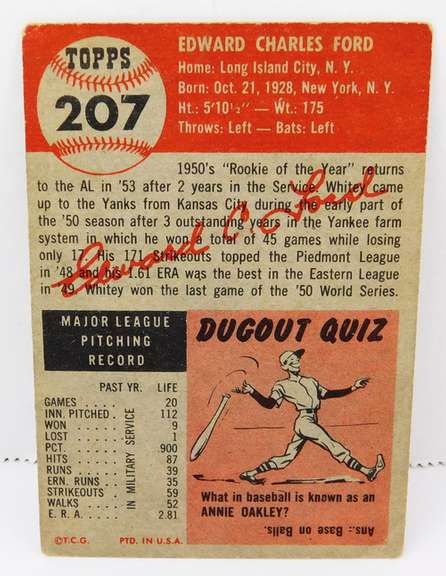 TOPPS
207
EDWARD CHARLES FORD
Home: Long Island City, N. Y.
Born: Oct. 21, 1928, New York, N. Y.
Ht.: 5'10½" — Wt.: 175
Throws: Left — Bats: Left
1950's "Rookie of the Year" returns
to the AL in '53 after 2 years in the Service. Whitey came
up to the Yanks from Kansas City during the early part of
the '50 season after 3 outstanding years in the Yankee farm
system in which he won a total of 45 games while losing
only 17. His 171 Strikeouts topped the Piedmont League
in '48 and his 1.61 ERA was the best in the Eastern League
in '49. Whitey won the last game of the '50 World Series.
Edward C. Ford
MAJOR LEAGUE
PITCHING
RECORD
PAST YR. LIFE
GAMES . . . . . 20
INN. PITCHED . 112
WON . . . . . 9
LOST . . . . . 1
PCT. . . . . . .900
HITS . . . . . 87
RUNS . . . . . 39
ERN. RUNS . . . 35
STRIKEOUTS . . 59
WALKS . . . . 52
E. R. A. . . . . 2.81
IN MILITARY SERVICE
DUGOUT QUIZ
What in baseball is known as an
ANNIE OAKLEY?
Ans.: Base on Balls.
©T.C.G. PTD. IN U.S.A.